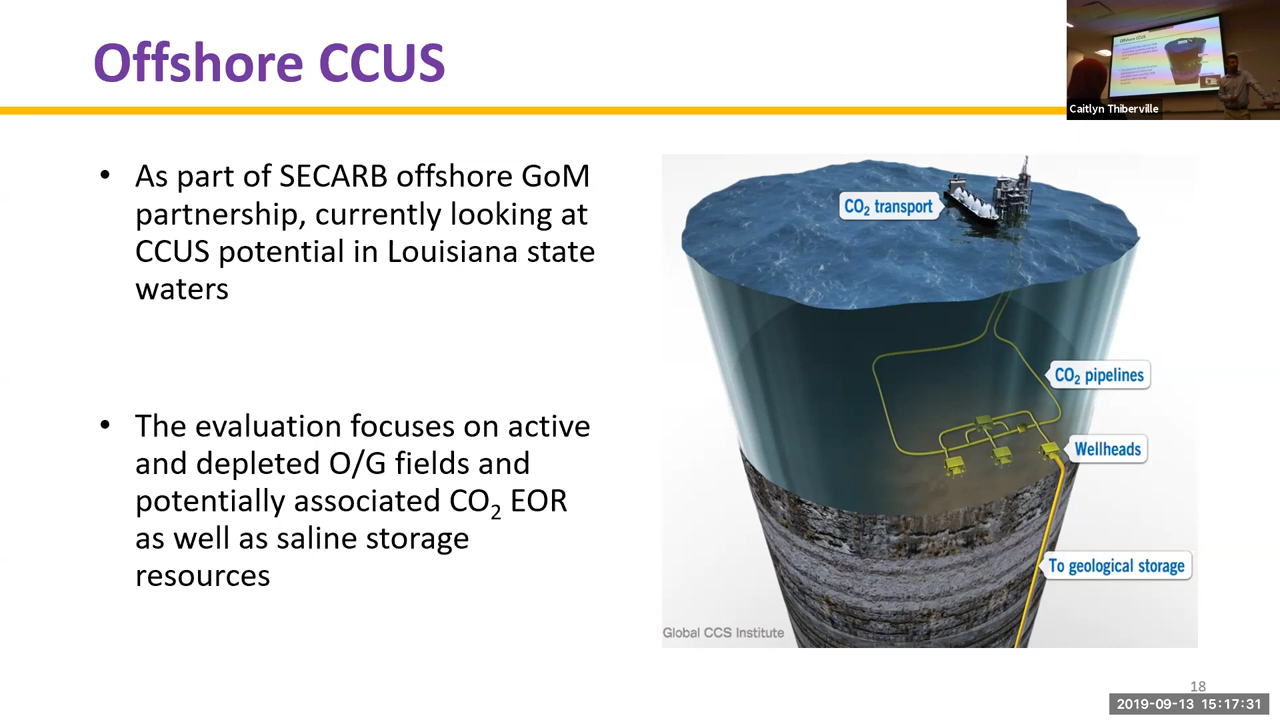 Offshore CCUS
Caitlyn Thiberville
• As part of SECARB offshore GoM
partnership, currently looking at
CCUS potential in Louisiana state
waters
• The evaluation focuses on active
and depleted O/G fields and
potentially associated CO₂ EOR
as well as saline storage
resources
CO₂ transport
CO₂ pipelines
Wellheads
To geological storage
Global CCS Institute
18
2019-09-13 15:17:31